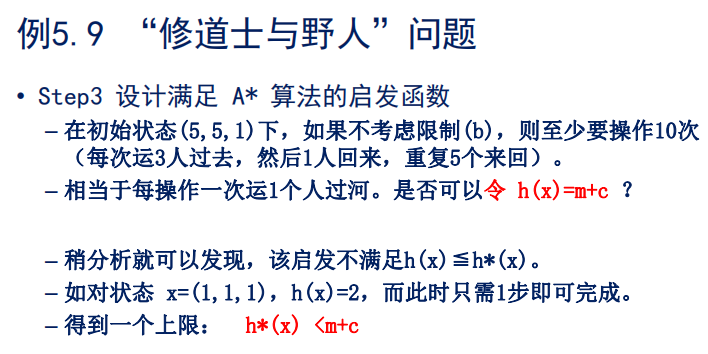 例5.9 “修道士与野人”问题
• Step3 设计满足 A* 算法的启发函数
– 在初始状态(5,5,1)下，如果不考虑限制(b)，则至少要操作10次
（每次运3人过去，然后1人回来，重复5个来回）。
– 相当于每操作一次运1个人过河。是否可以令 h(x)=m+c ？
– 稍分析就可以发现，该启发不满足h(x)≦h*(x)。
– 如对状态 x=(1,1,1)，h(x)=2，而此时只需1步即可完成。
– 得到一个上限： h*(x) <m+c